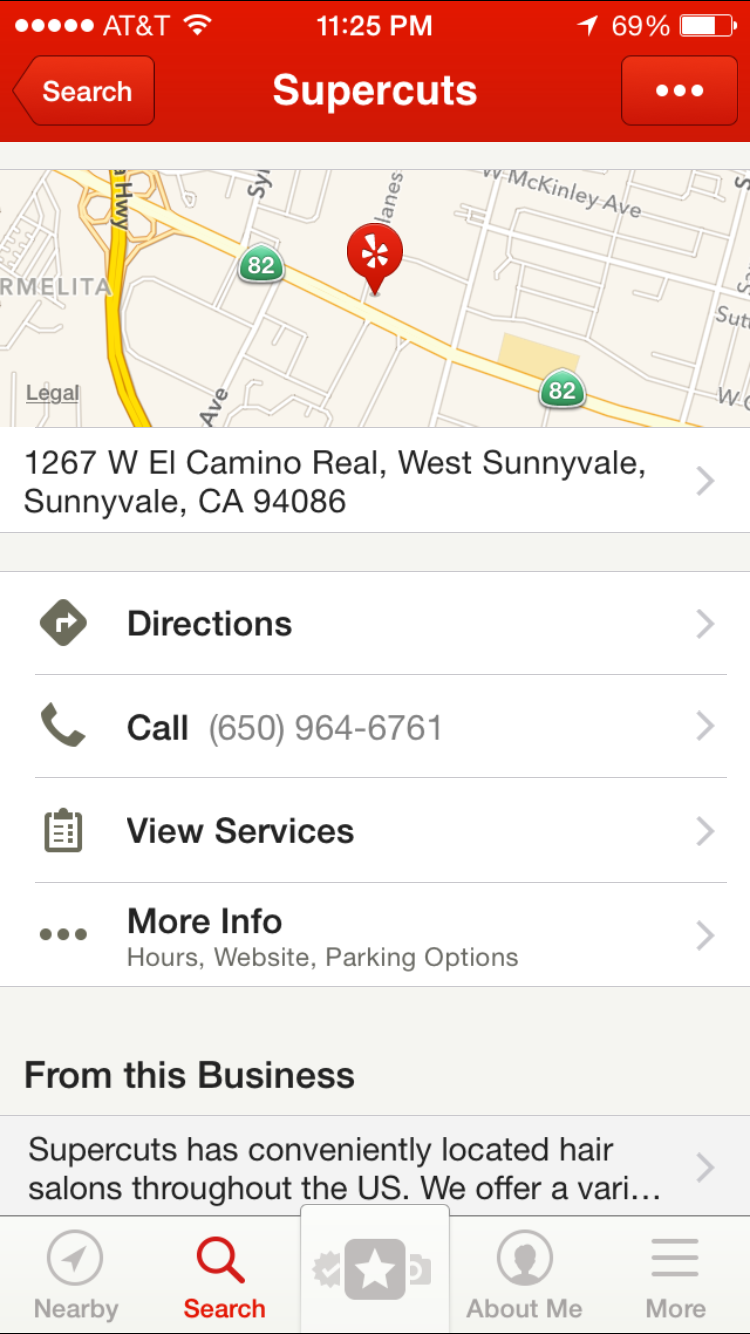 AT&T 11:25 PM 69%
Search Supercuts
a Hwy
Syl
lanes
W McKinley Ave
82
RMELITA
Sutt
82
Legal
Ave
1267 W El Camino Real, West Sunnyvale,
Sunnyvale, CA 94086
Directions
Call (650) 964-6761
View Services
More Info
Hours, Website, Parking Options
From this Business
Supercuts has conveniently located hair
salons throughout the US. We offer a vari...
Nearby Search About Me More